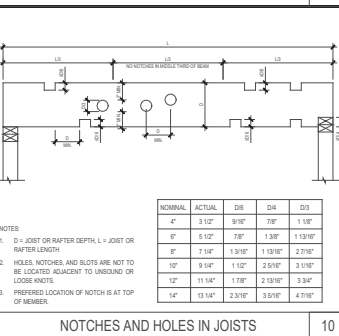 L
L/3 L/3 L/3
NO NOTCHES IN MIDDLE THIRD OF BEAM
D/6 D/6
D/3 2" MIN. D
2" MIN.
D/6 D/6
D D
MIN. MIN.
NOTES:
1. D = JOIST OR RAFTER DEPTH, L = JOIST OR
RAFTER LENGTH
2. HOLES, NOTCHES, AND SLOTS ARE NOT TO
BE LOCATED ADJACENT TO UNSOUND OR
LOOSE KNOTS.
3. PREFERRED LOCATION OF NOTCH IS AT TOP
OF MEMBER.
NOMINAL ACTUAL D/6 D/4 D/3
4" 3 1/2" 9/16" 7/8" 1 1/8"
6" 5 1/2" 7/8" 1 3/8" 1 13/16"
8" 7 1/4" 1 3/16" 1 13/16" 2 7/16"
10" 9 1/4" 1 1/2" 2 5/16" 3 1/16"
12" 11 1/4" 1 7/8" 2 13/16" 3 3/4"
14" 13 1/4" 2 3/16" 3 5/16" 4 7/16"
NOTCHES AND HOLES IN JOISTS 10